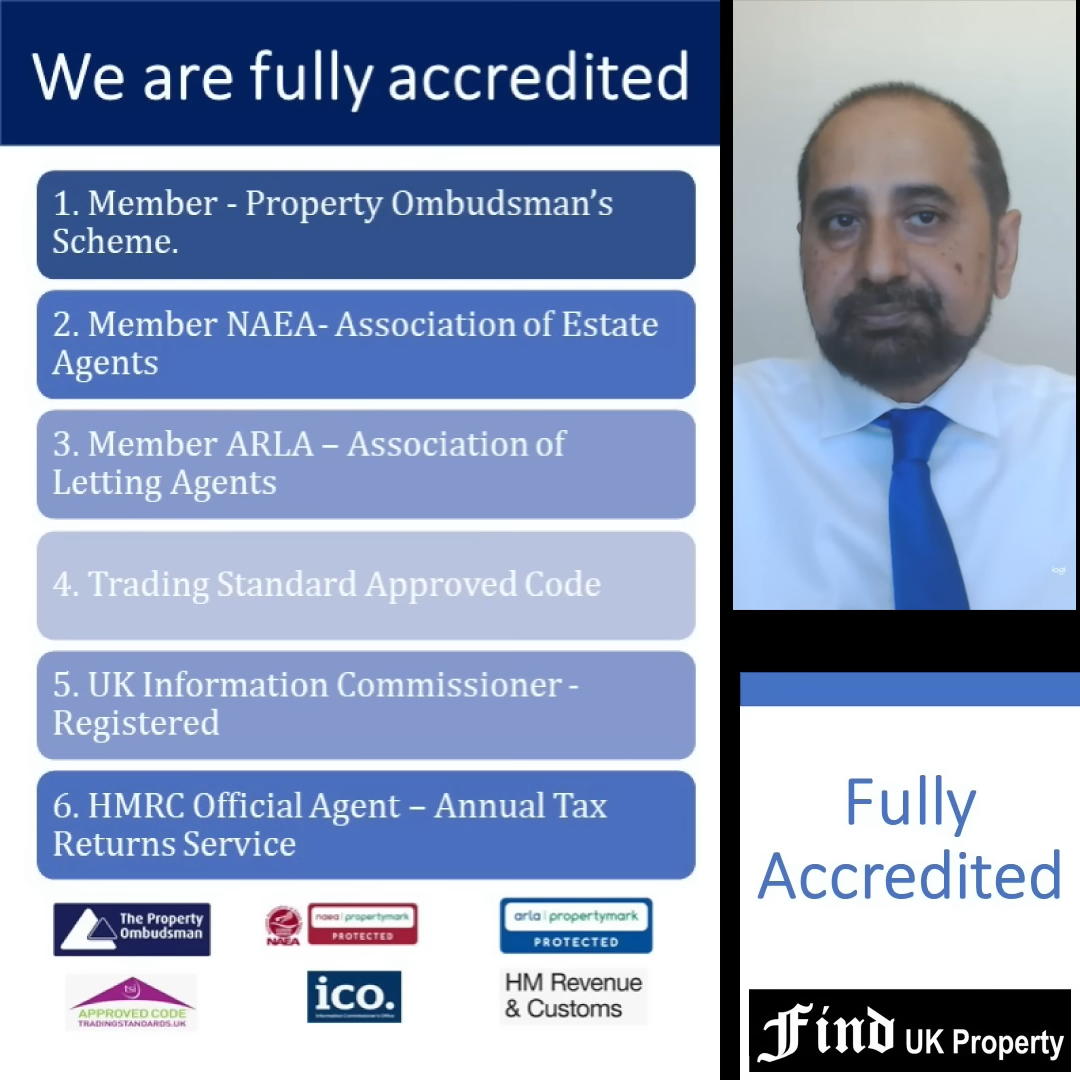 We are fully accredited
1. Member - Property Ombudsman’s
Scheme.
2. Member NAEA- Association of Estate
Agents
3. Member ARLA – Association of
Letting Agents
4. Trading Standard Approved Code
5. UK Information Commissioner -
Registered
6. HMRC Official Agent – Annual Tax
Returns Service
The Property
Ombudsman
NAEA
naea | propertymark
PROTECTED
arla | propertymark
PROTECTED
tsi
APPROVED CODE
TRADINGSTANDARDS.UK
ico.
Information Commissioner's Office
HM Revenue
& Customs
logi
Fully
Accredited
Find UK Property